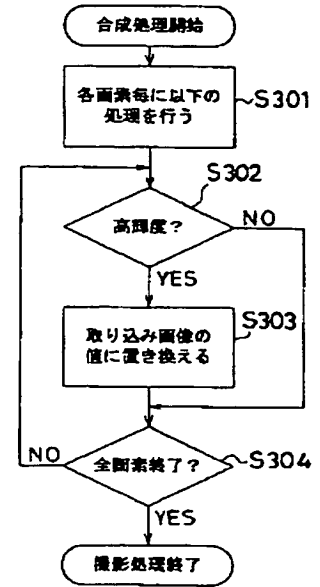 合成処理開始
各画素毎に以下の
処理を行う
S301
S302
高輝度?
NO
YES
取り込み画像の
値に置き換える
S303
NO
全画素終了?
S304
YES
撮影処理終了